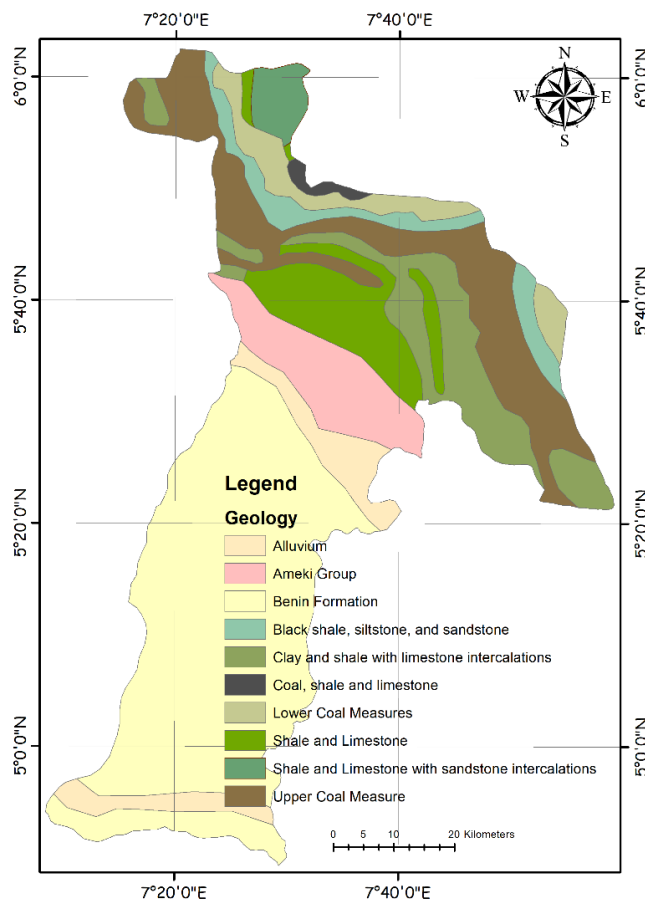 7°20'0"E 7°40'0"E
6°0'0"N 6°0'0"N
N
W E
S
5°40'0"N 5°40'0"N
Legend
Geology
5°20'0"N 5°20'0"N
Alluvium
Ameki Group
Benin Formation
Black shale, siltstone, and sandstone
Clay and shale with limestone intercalations
Coal, shale and limestone
Lower Coal Measures
Shale and Limestone
5°0'0"N 5°0'0"N
Shale and Limestone with sandstone intercalations
Upper Coal Measure
0 5 10 20 Kilometers
7°20'0"E 7°40'0"E